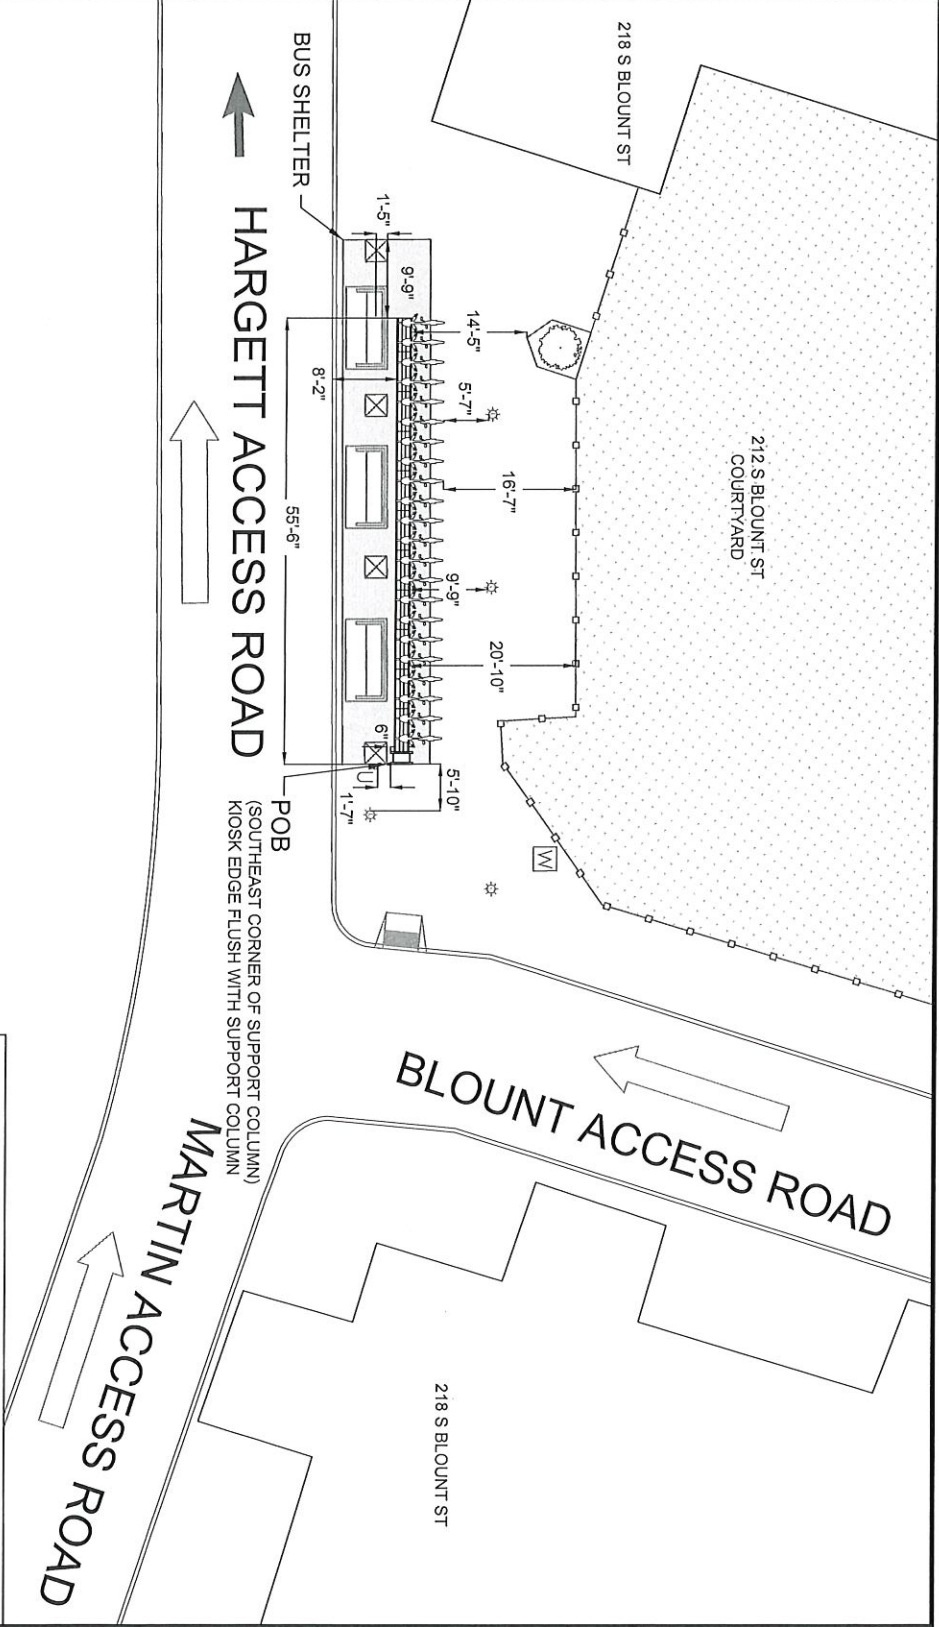 218 S BLOUNT ST
212 S BLOUNT ST
COURTYARD
BUS SHELTER
1'-5"
9'-9"
14'-5"
5'-7"
16'-7"
9'-9"
20'-10"
8'-2"
55'-6"
6"
5'-10"
1'-7"
U
W
HARGETT ACCESS ROAD
POB
(SOUTHEAST CORNER OF SUPPORT COLUMN)
KIOSK EDGE FLUSH WITH SUPPORT COLUMN
BLOUNT ACCESS ROAD
MARTIN ACCESS ROAD
218 S BLOUNT ST